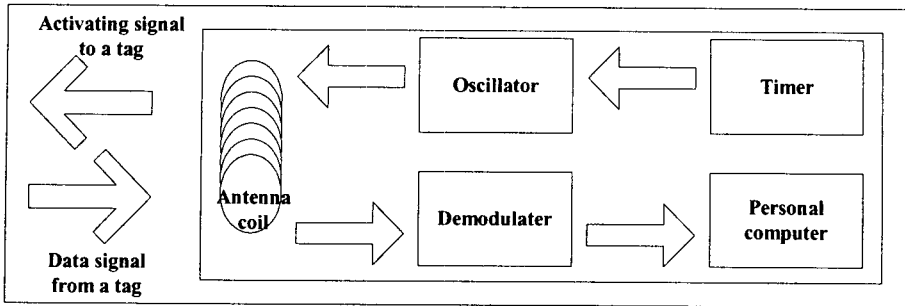 Activating signal
to a tag
Oscillator
Timer
Antenna
coil
Demodulater
Personal
computer
Data signal
from a tag